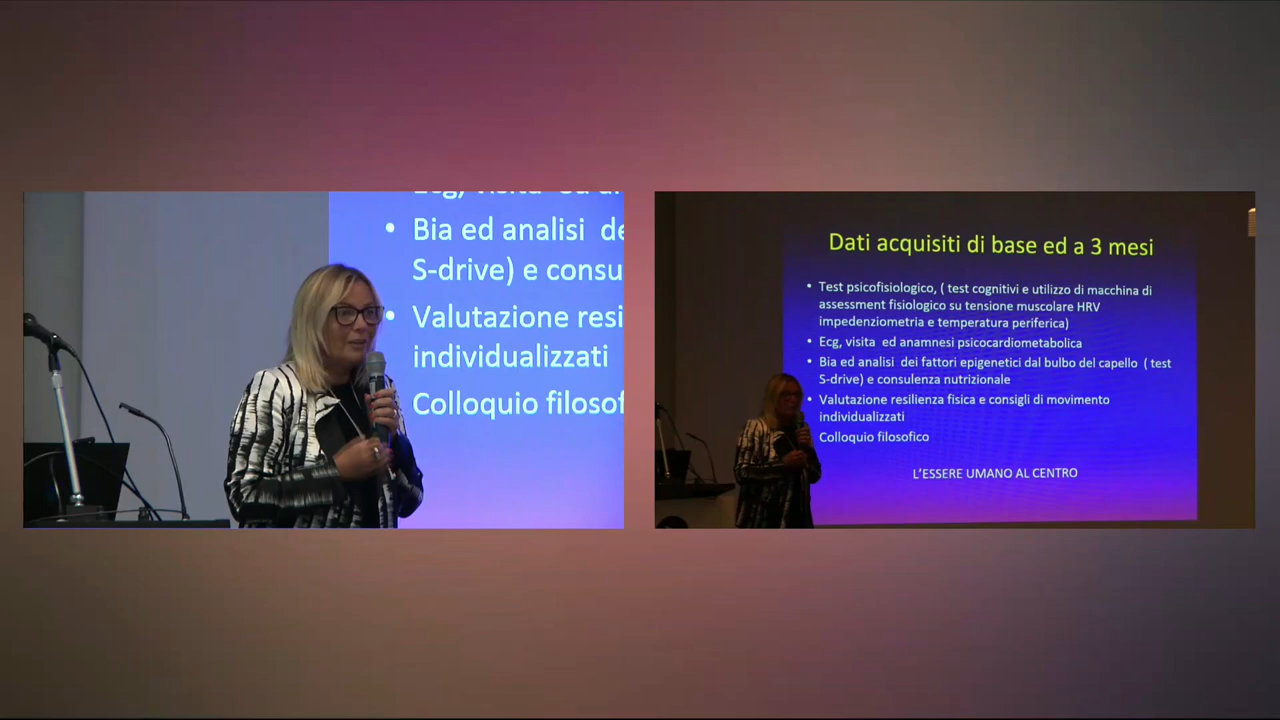 Bia ed analisi de
S-drive) e consu
Valutazione resi
individualizzati
Colloquio filosof
Dati acquisiti di base ed a 3 mesi
• Test psicofisiologico, ( test cognitivi e utilizzo di macchina di
assessment fisiologico su tensione muscolare HRV
impedenziometria e temperatura periferica)
• Ecg, visita ed anamnesi psicocardiometabolica
• Bia ed analisi dei fattori epigenetici dal bulbo del capello ( test
S-drive) e consulenza nutrizionale
• Valutazione resilienza fisica e consigli di movimento
individualizzati
Colloquio filosofico
L'ESSERE UMANO AL CENTRO